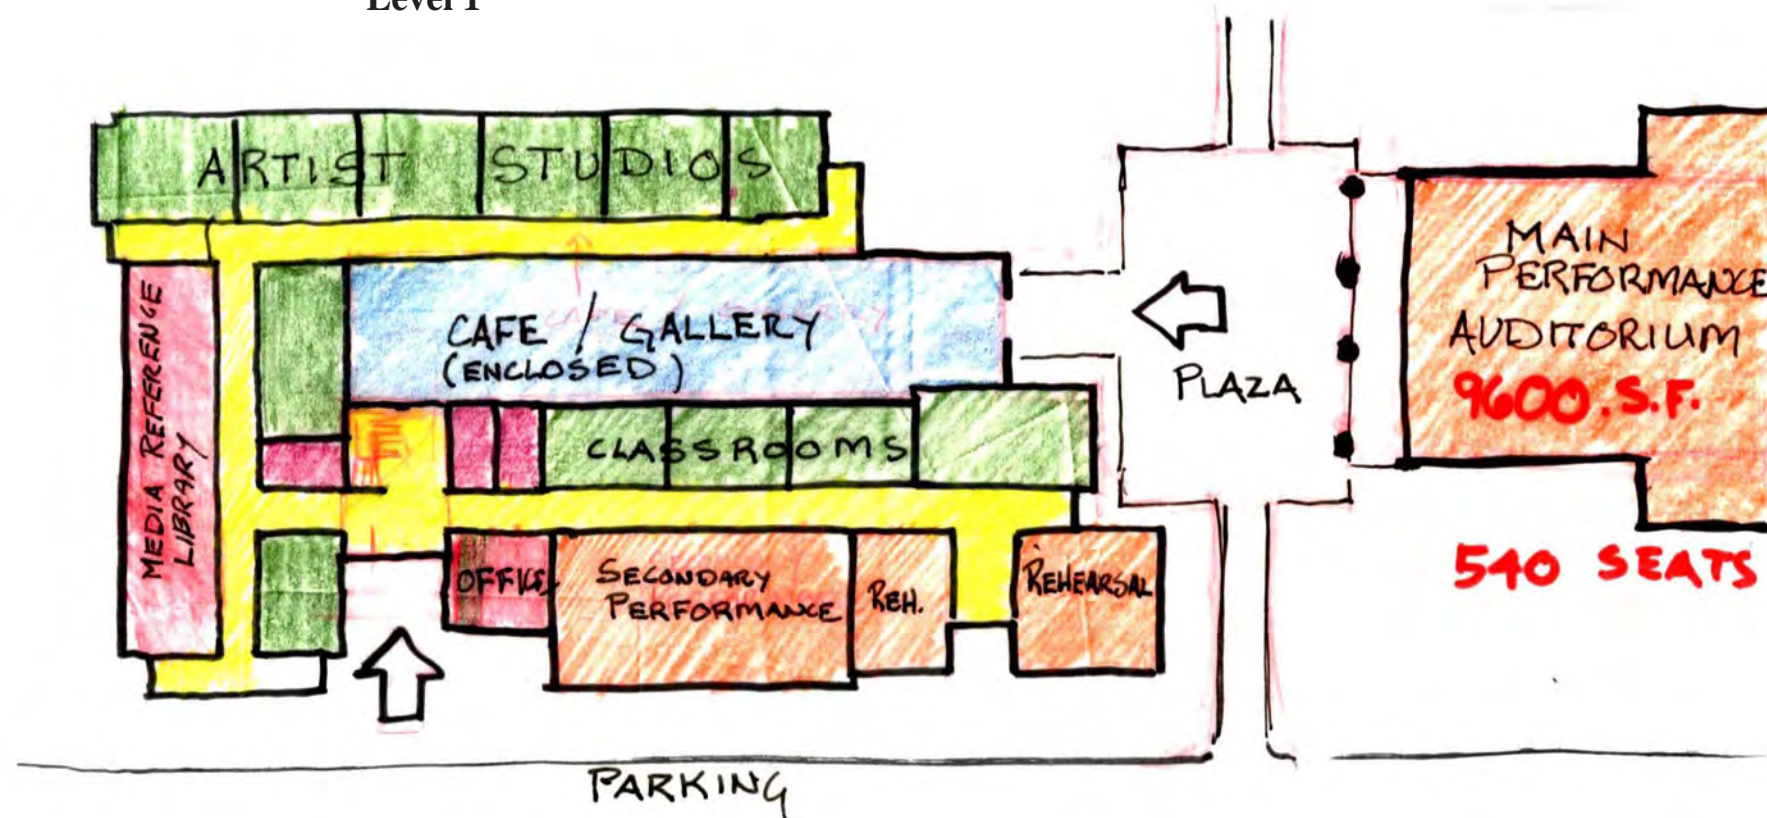 Level 1
ARTIST STUDIOS
MEDIA REFERENCE
LIBRARY
CAFE / GALLERY
(ENCLOSED)
CLASSROOMS
OFFICE
SECONDARY
PERFORMANCE
REH.
REHEARSAL
PLAZA
MAIN
PERFORMANCE
AUDITORIUM
9600.S.F.
540 SEATS
PARKING